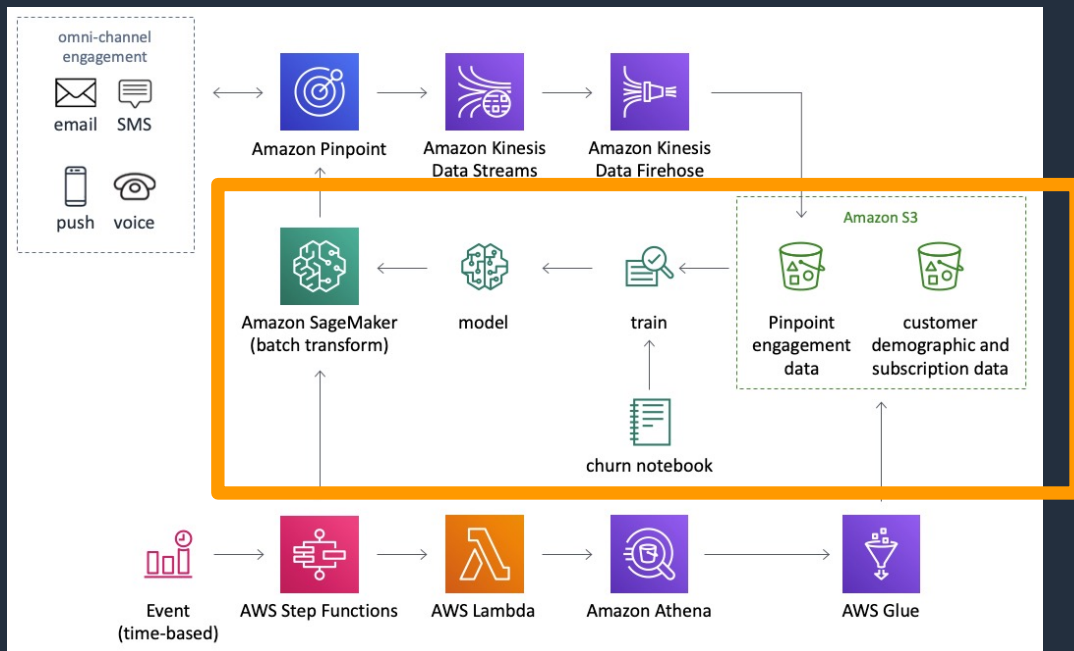 omni-channel
engagement
email SMS
push voice
Amazon Pinpoint
Amazon Kinesis
Data Streams
Amazon Kinesis
Data Firehose
Amazon S3
Pinpoint
engagement
data
customer
demographic and
subscription data
train
model
Amazon SageMaker
(batch transform)
churn notebook
Event
(time-based)
AWS Step Functions
AWS Lambda
Amazon Athena
AWS Glue